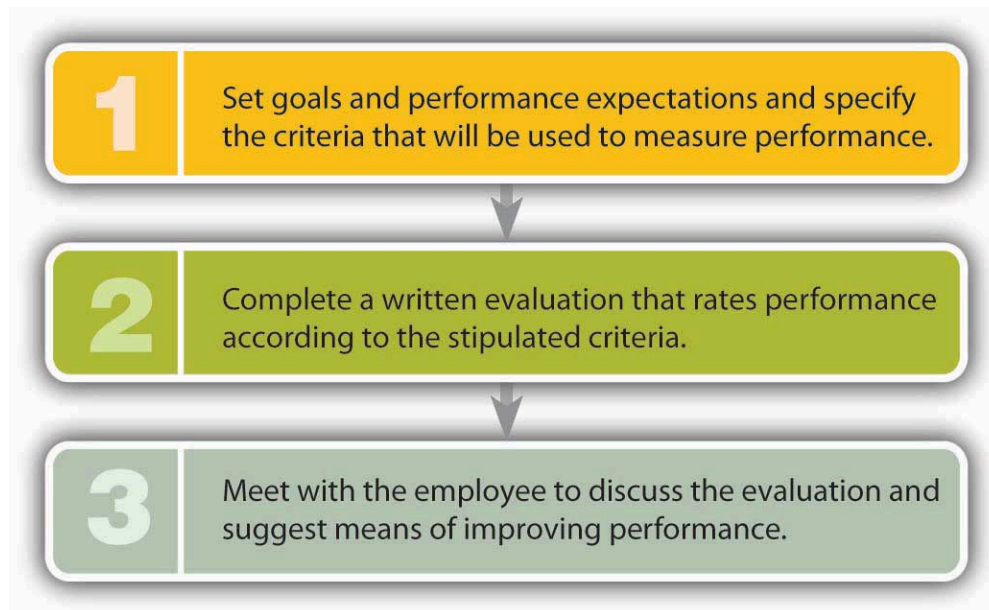 1
Set goals and performance expectations and specify
the criteria that will be used to measure performance.
2
Complete a written evaluation that rates performance
according to the stipulated criteria.
3
Meet with the employee to discuss the evaluation and
suggest means of improving performance.